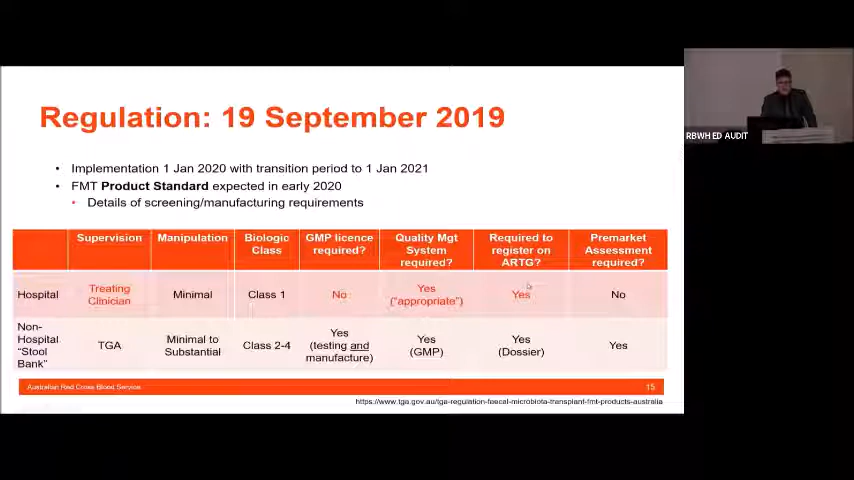 Regulation: 19 September 2019
RBWH ED AUDIT
• Implementation 1 Jan 2020 with transition period to 1 Jan 2021
• FMT Product Standard expected in early 2020
• Details of screening/manufacturing requirements
Supervision Manipulation Biologic Class GMP licence required? Quality Mgt System required? Required to register on ARTG? Premarket Assessment required?
Hospital Treating Clinician Minimal Class 1 No Yes ("appropriate") Yes No
Non-Hospital "Stool Bank" TGA Minimal to Substantial Class 2-4 Yes (testing and manufacture) Yes (GMP) Yes (Dossier) Yes
Australian Red Cross Blood Service 15
https://www.tga.gov.au/tga-regulation-faecal-microbiota-transplant-fmt-products-australia